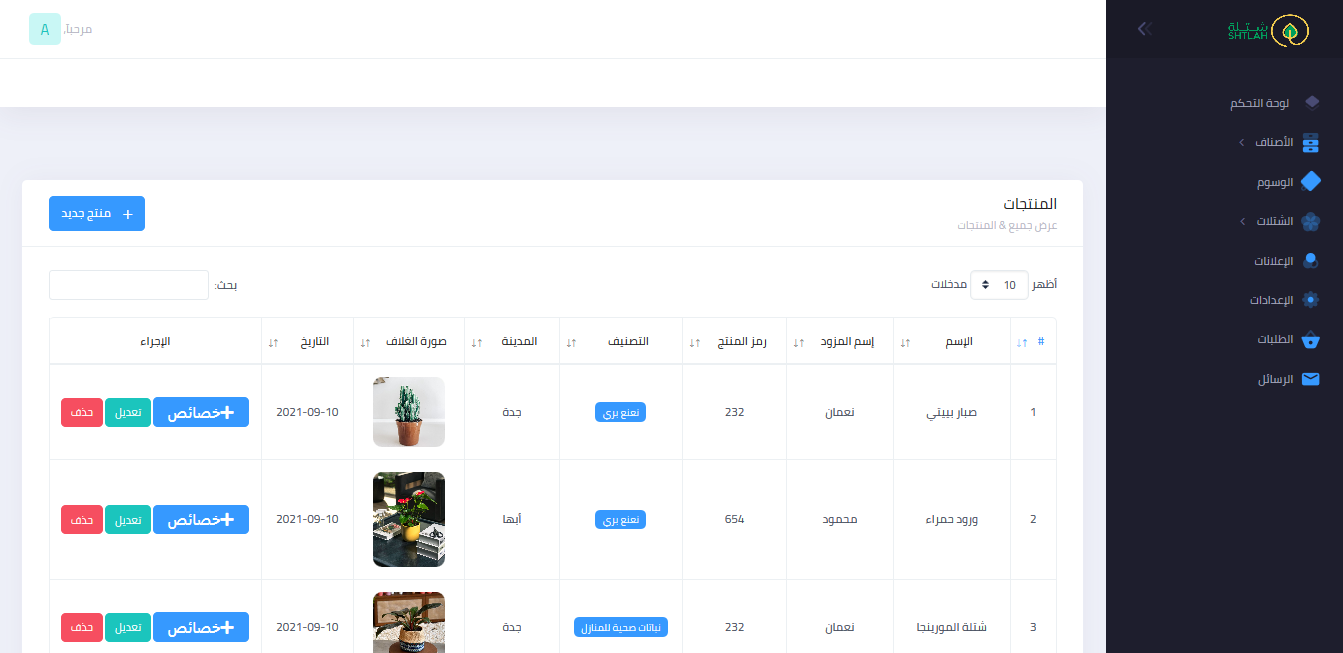 شتلة
SHTLAH
مرحباً,
A
لوحة التحكم
الأصناف
الوسوم
الشتلات
الإعلانات
الإعدادات
الطلبات
الرسائل
المنتجات
عرض جميع & المنتجات
منتج جديد
أظهر 10 مدخلات
بحث:
# الإسم إسم المزود رمز المنتج التصنيف المدينة صورة الغلاف التاريخ الإجراء
1 صبار بييتي نعمان 232 نعنع بري جدة 2021-09-10 خصائص تعديل حذف
2 ورود حمراء محمود 654 نعنع بري أبها 2021-09-10 خصائص تعديل حذف
3 شتلة المورينجا نعمان 232 نباتات صحية للمنازل جدة 2021-09-10 خصائص تعديل حذف